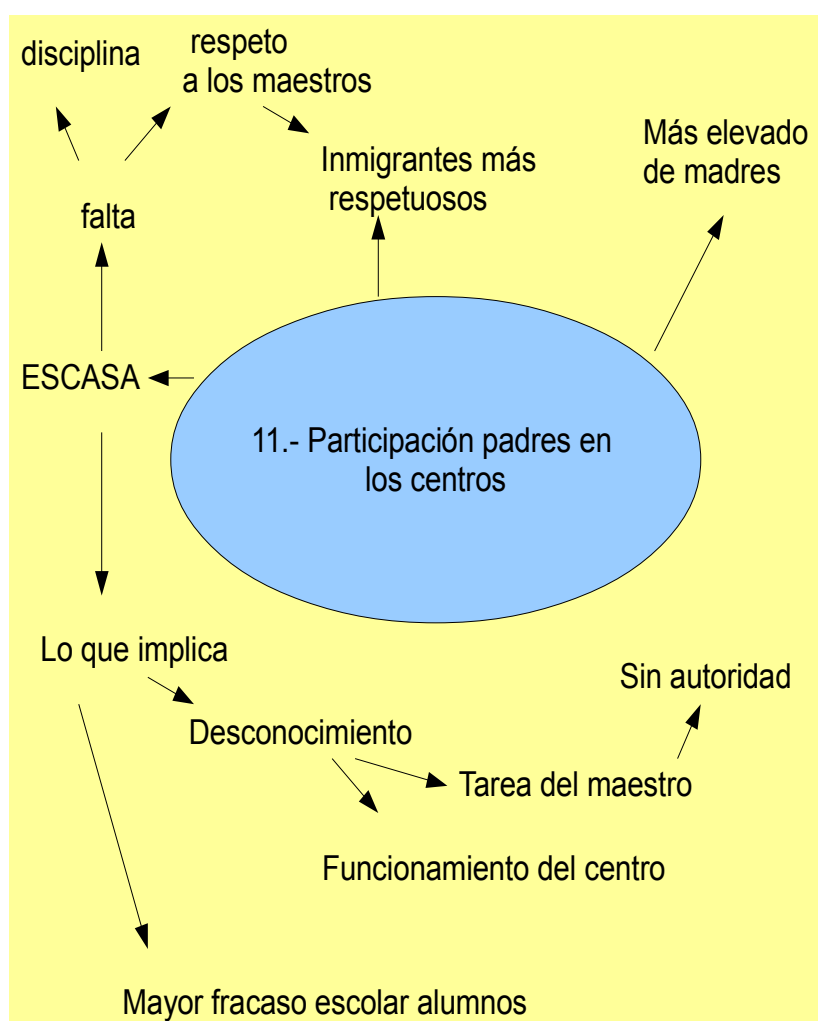 disciplina
respeto
a los maestros
Inmigrantes más
respetuosos
Más elevado
de madres
falta
ESCASA
11.- Participación padres en
los centros
Lo que implica
Sin autoridad
Desconocimiento
Tarea del maestro
Funcionamiento del centro
Mayor fracaso escolar alumnos